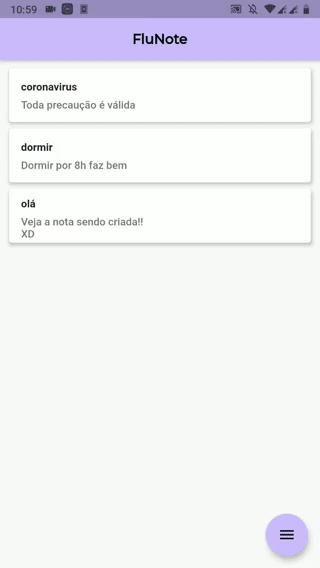 10:59
FluNote
coronavirus
Toda precaução é válida
dormir
Dormir por 8h faz bem
olá
Veja a nota sendo criada!!
XD